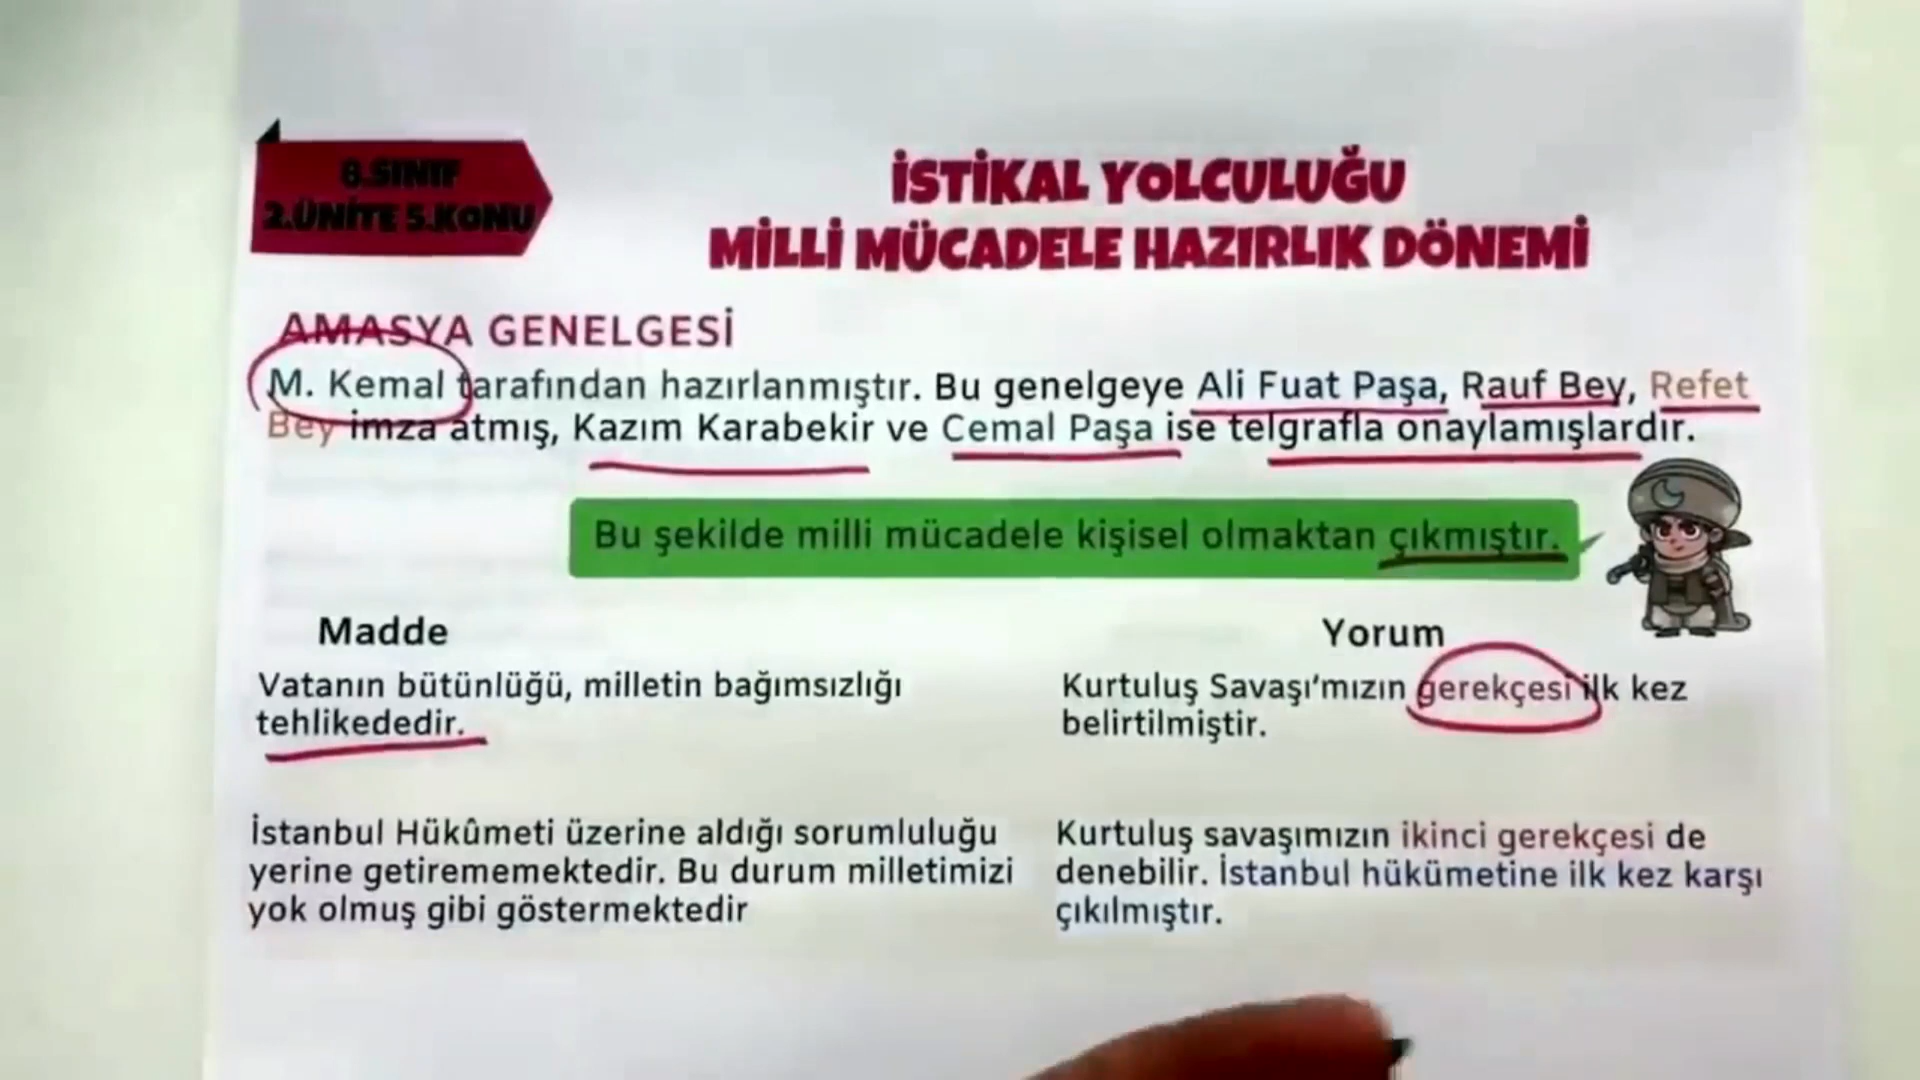 8.SINIF
2.ÜNİTE 5.KONU
İSTİKAL YOLCULUĞU
MİLLİ MÜCADELE HAZIRLIK DÖNEMİ
AMASYA GENELGESİ
M. Kemal tarafından hazırlanmıştır. Bu genelgeye Ali Fuat Paşa, Rauf Bey, Refet
Bey imza atmış, Kazım Karabekir ve Cemal Paşa ise telgrafla onaylamışlardır.
Bu şekilde milli mücadele kişisel olmaktan çıkmıştır.
Madde
Yorum
Vatanın bütünlüğü, milletin bağımsızlığı
tehlikededir.
Kurtuluş Savaşı'mızın gerekçesi ilk kez
belirtilmiştir.
İstanbul Hükûmeti üzerine aldığı sorumluluğu
yerine getirememektedir. Bu durum milletimizi
yok olmuş gibi göstermektedir
Kurtuluş savaşımızın ikinci gerekçesi de
denebilir. İstanbul hükümetine ilk kez karşı
çıkılmıştır.